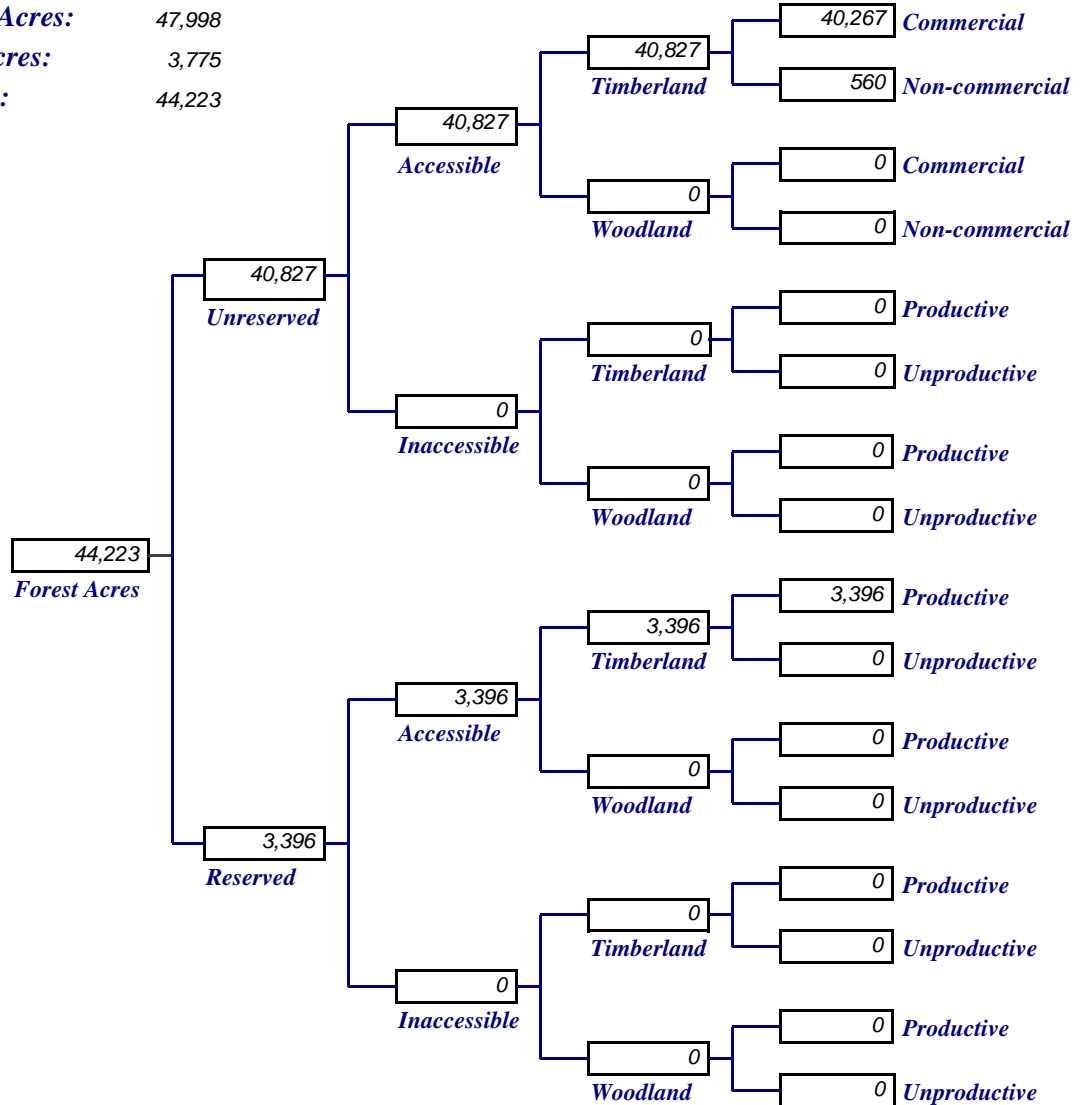 Acres: 47,998
cres: 3,775
: 44,223
40,267 Commercial
40,827
Timberland
560 Non-commercial
40,827
Accessible
0 Commercial
0
Woodland
0 Non-commercial
40,827
Unreserved
0 Productive
0
Timberland
0 Unproductive
0
Inaccessible
0 Productive
0
Woodland
0 Unproductive
44,223
Forest Acres
3,396 Productive
3,396
Timberland
0 Unproductive
3,396
Accessible
0 Productive
0
Woodland
0 Unproductive
3,396
Reserved
0 Productive
0
Timberland
0 Unproductive
0
Inaccessible
0 Productive
0
Woodland
0 Unproductive